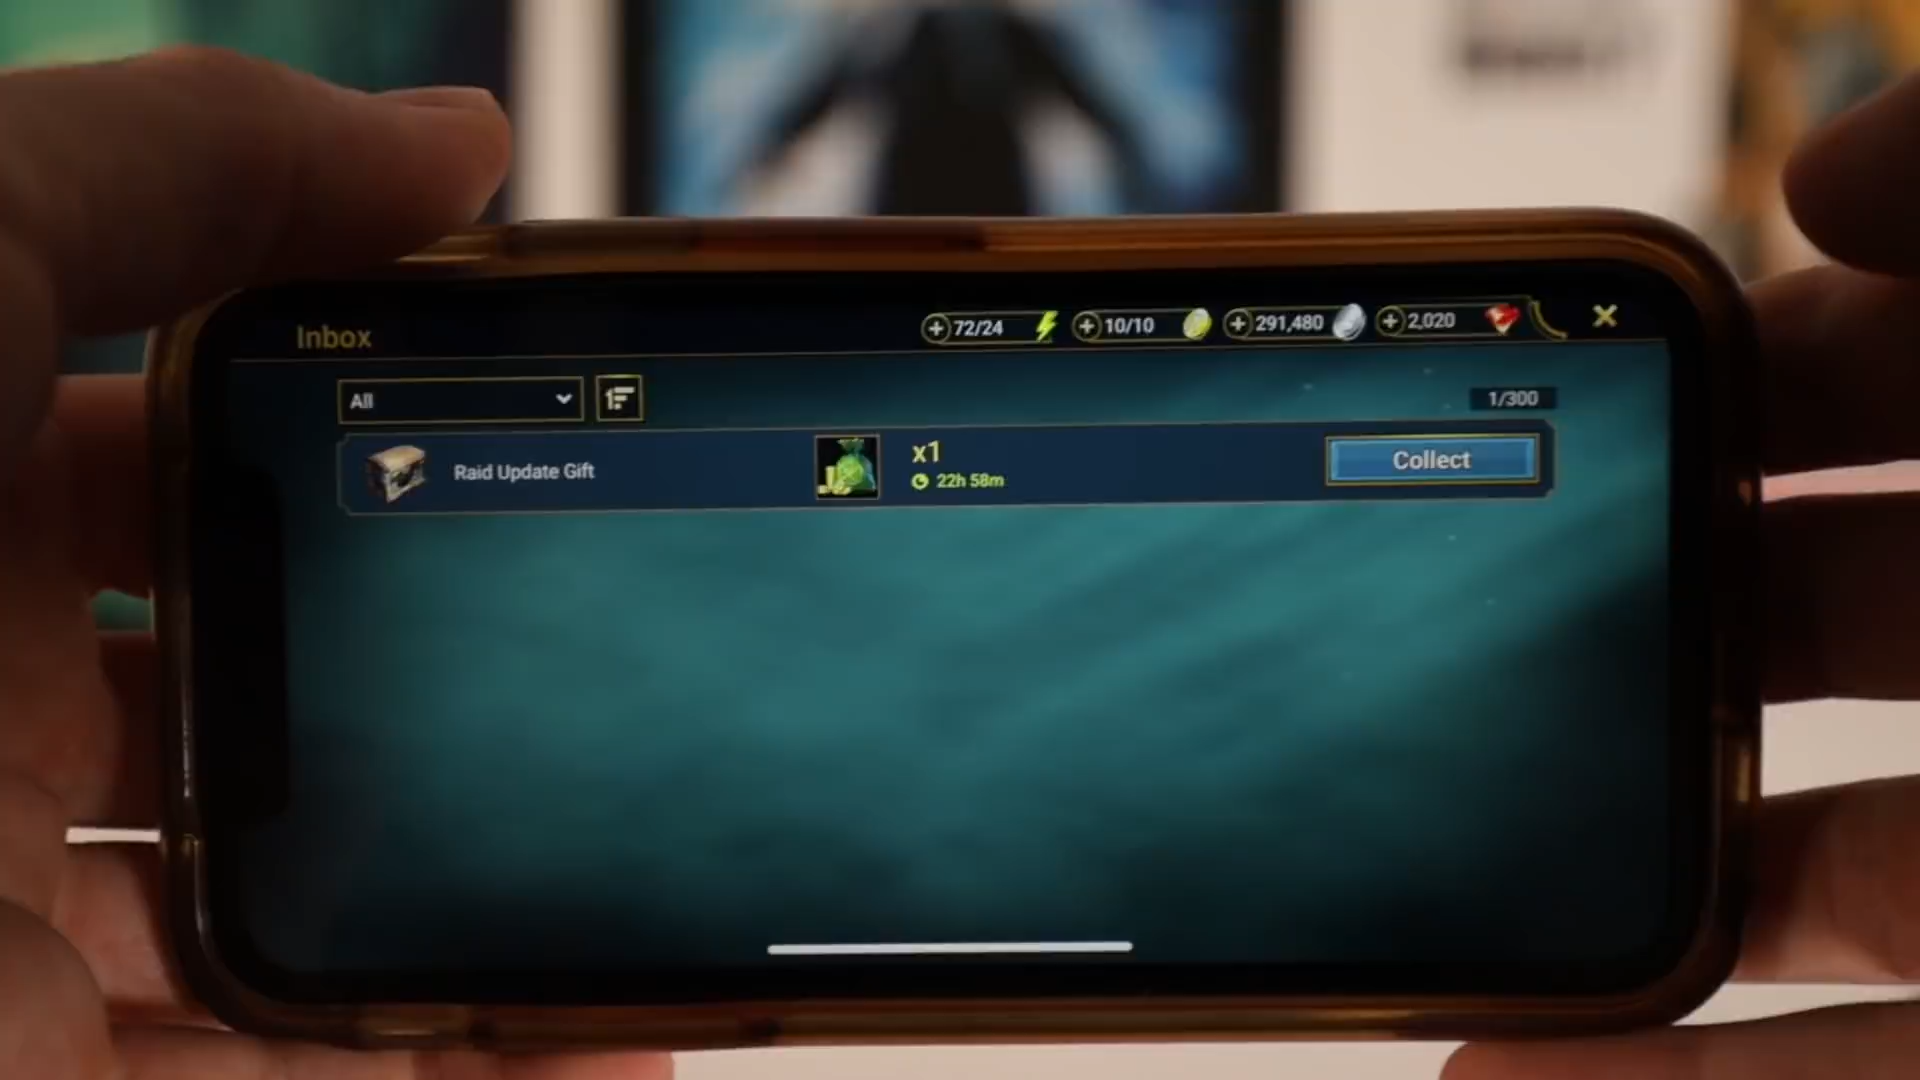 Inbox
72/24
10/10
291,480
2,020
All
1/300
Raid Update Gift
x1
22h 58m
Collect